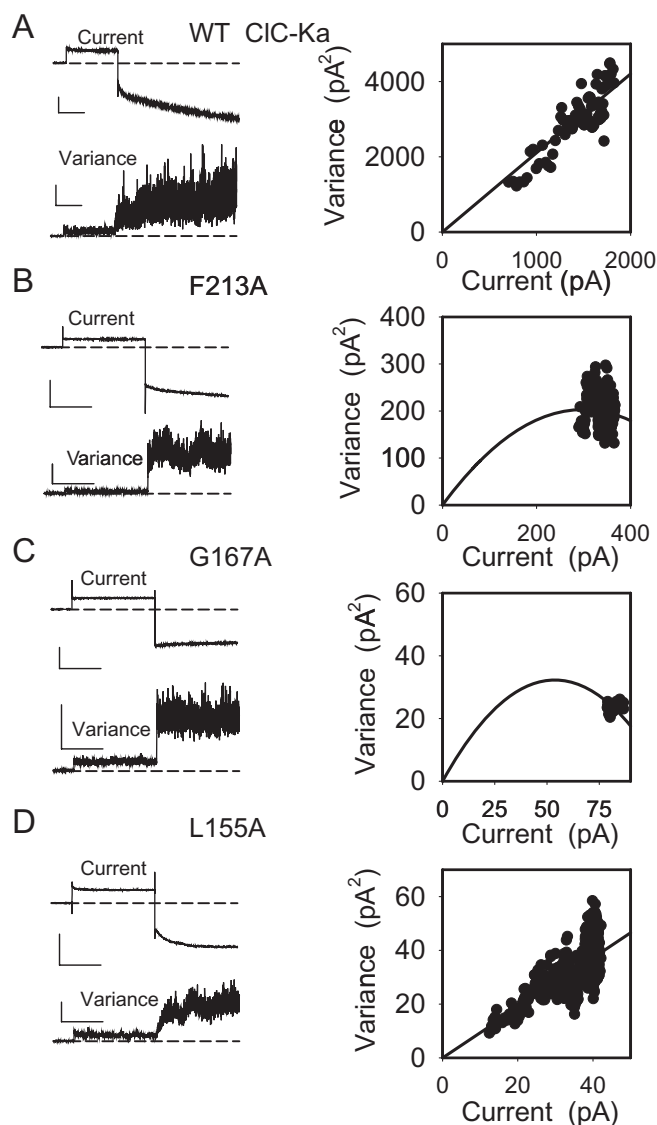 A
WT ClC-Ka
Current
Variance
Variance (pA²)
4000
2000
0
0 1000 2000
Current (pA)
B
F213A
Current
Variance
Variance (pA²)
400
300
200
100
0
0 200 400
Current (pA)
C
G167A
Current
Variance
Variance (pA²)
60
40
20
0
0 25 50 75
Current (pA)
D
L155A
Current
Variance
Variance (pA²)
60
40
20
0
0 20 40
Current (pA)